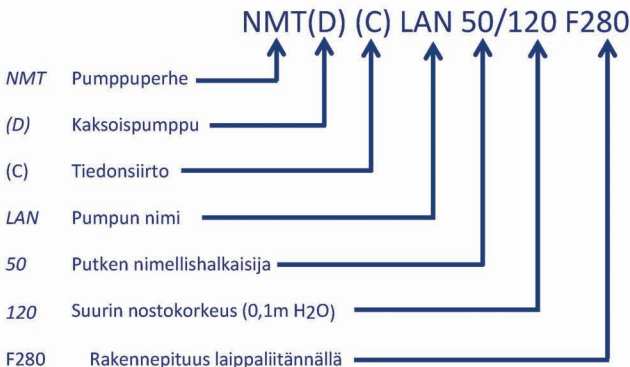 NMT(D) (C) LAN 50/120 F280
NMT Pumppuperhe
(D) Kaksoispumppu
(C) Tiedonsiirto
LAN Pumpun nimi
50 Putken nimellishalkaisija
120 Suurin nostokorkeus (0,1m H2O)
F280 Rakennepituus laippaliitännällä